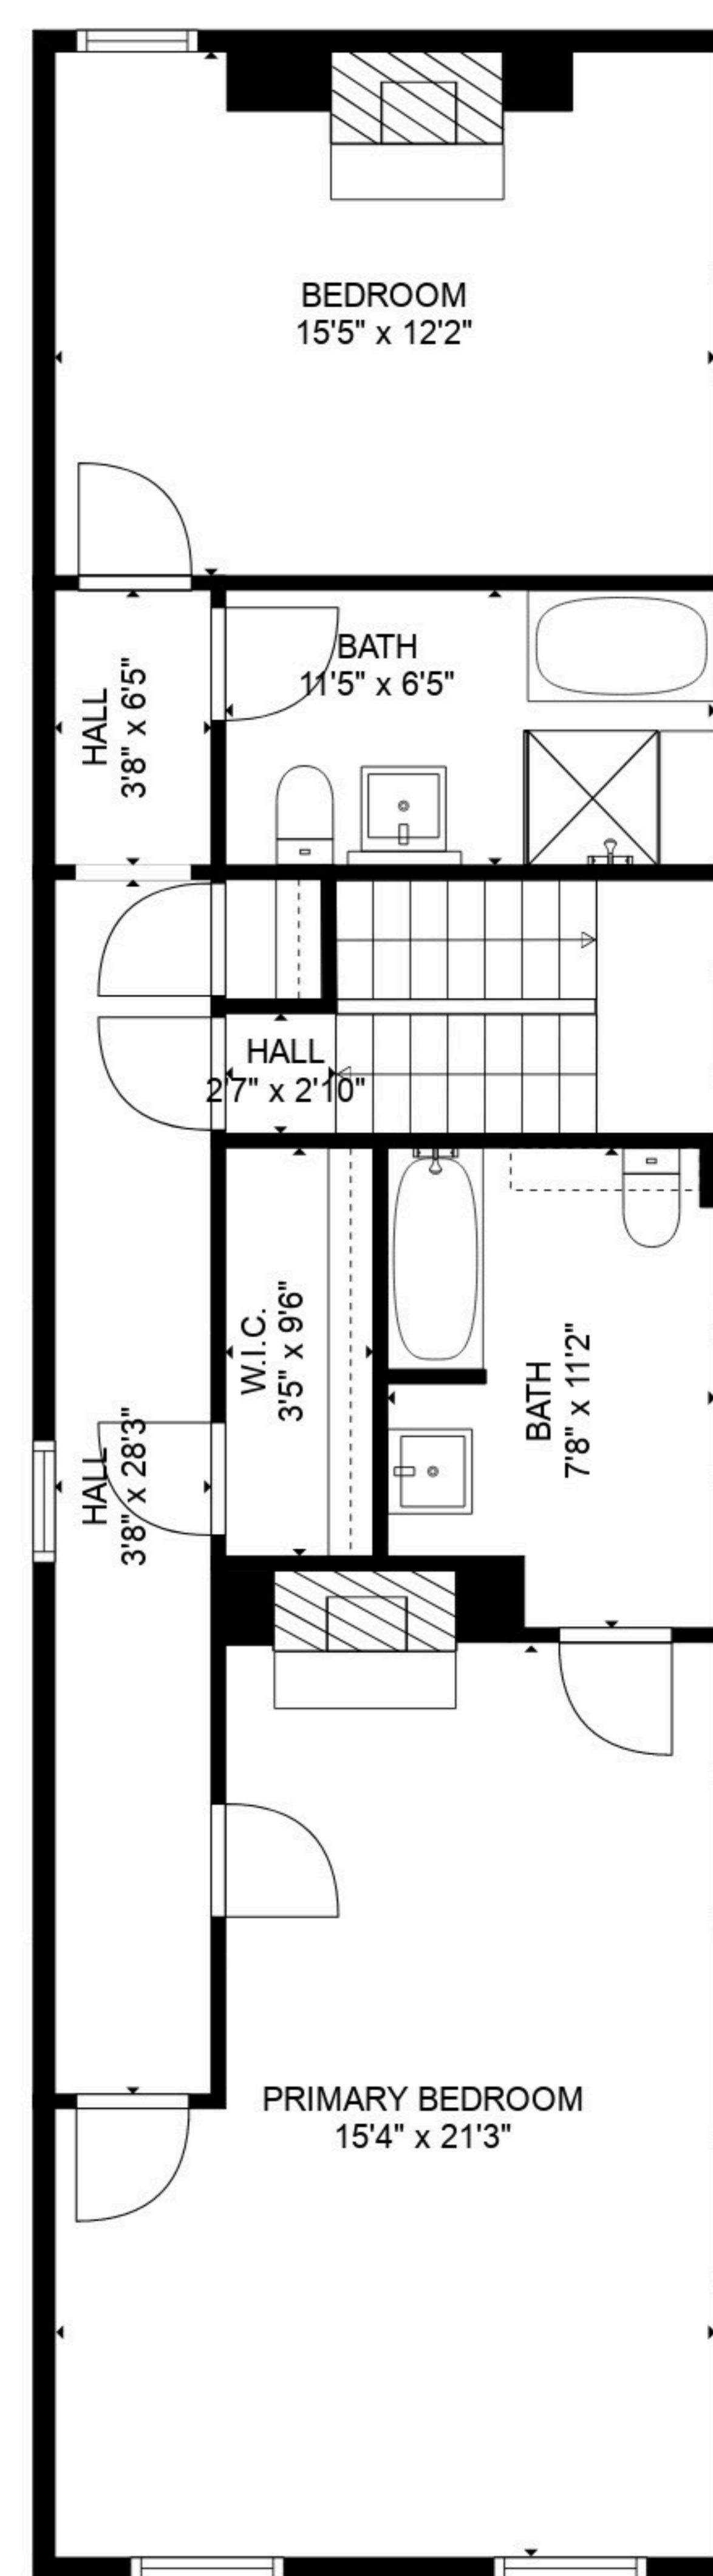 BEDROOM
15'5" x 12'2"
BATH
11'5" x 6'5"
HALL
3'8" x 6'5"
HALL
2'7" x 2'10"
W.I.C.
3'5" x 9'6"
BATH
7'8" x 11'2"
HALL
3'8" x 28'3"
PRIMARY BEDROOM
15'4" x 21'3"